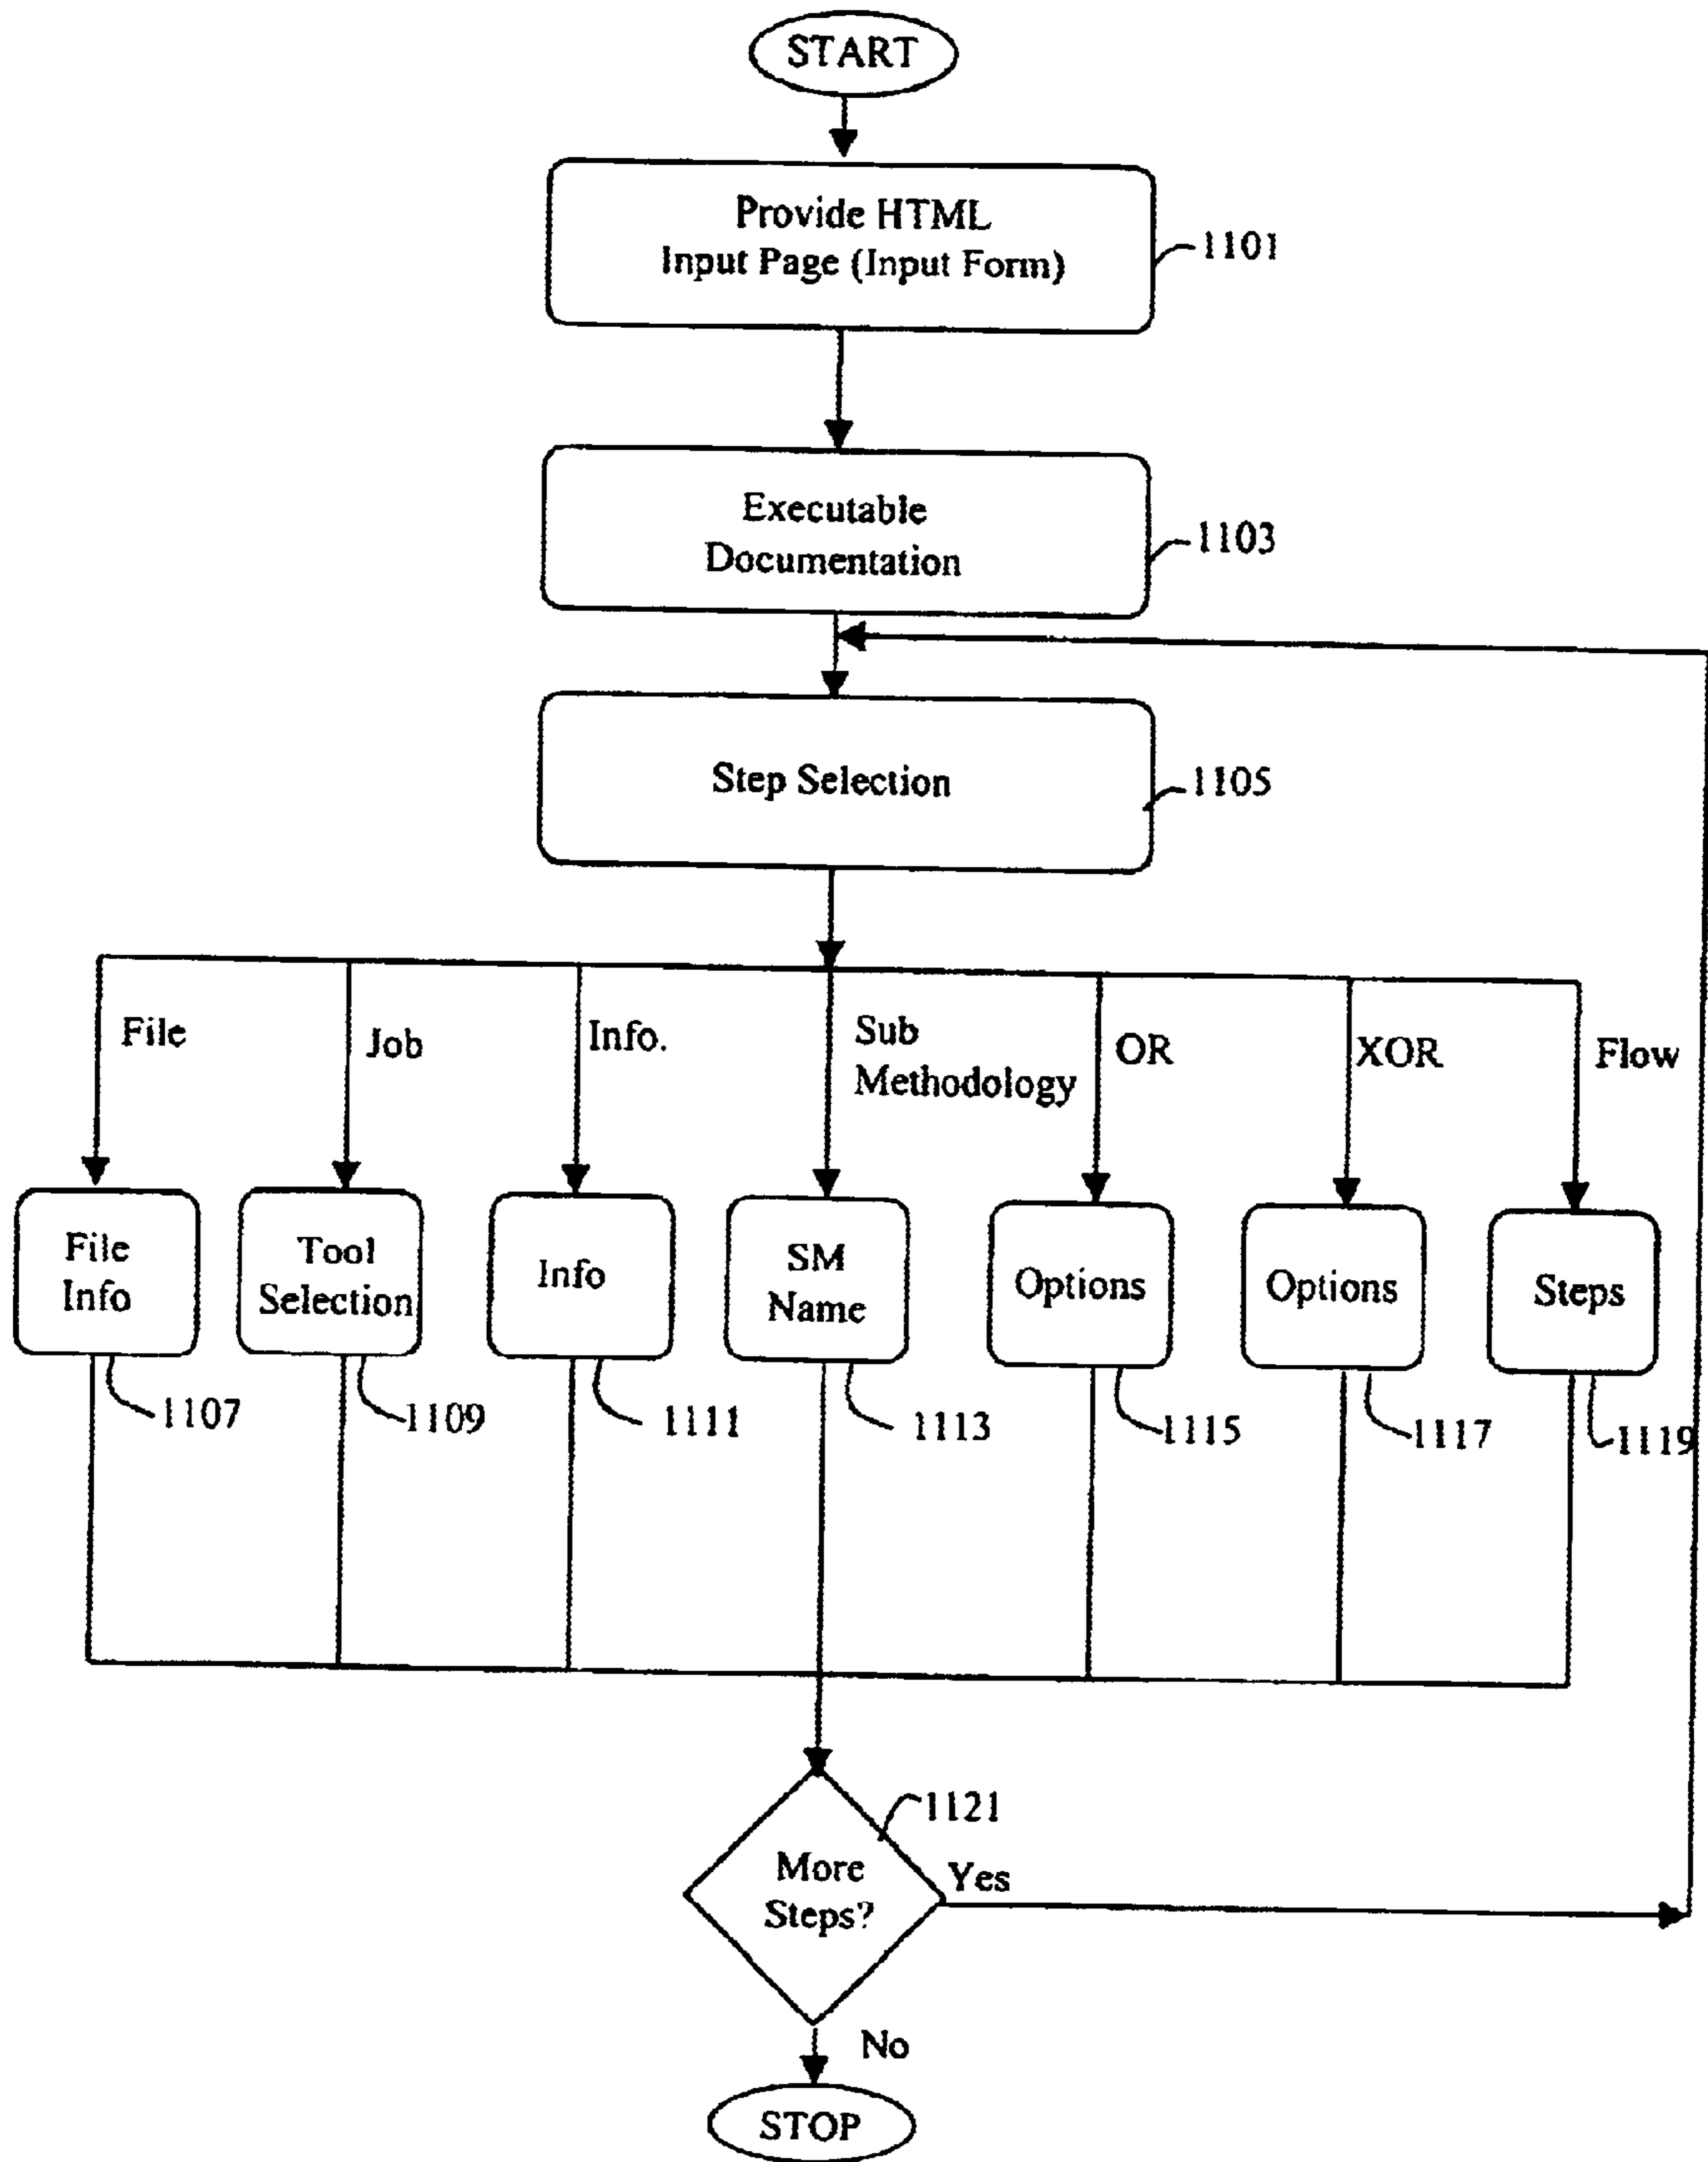 START
Provide HTML
Input Page (Input Form)
1101
Executable
Documentation
1103
Step Selection
1105
File
Job
Info.
Sub
Methodology
OR
XOR
Flow
File
Info
Tool
Selection
Info
SM
Name
Options
Options
Steps
1107
1109
1111
1113
1115
1117
1119
1121
More
Steps?
Yes
No
STOP